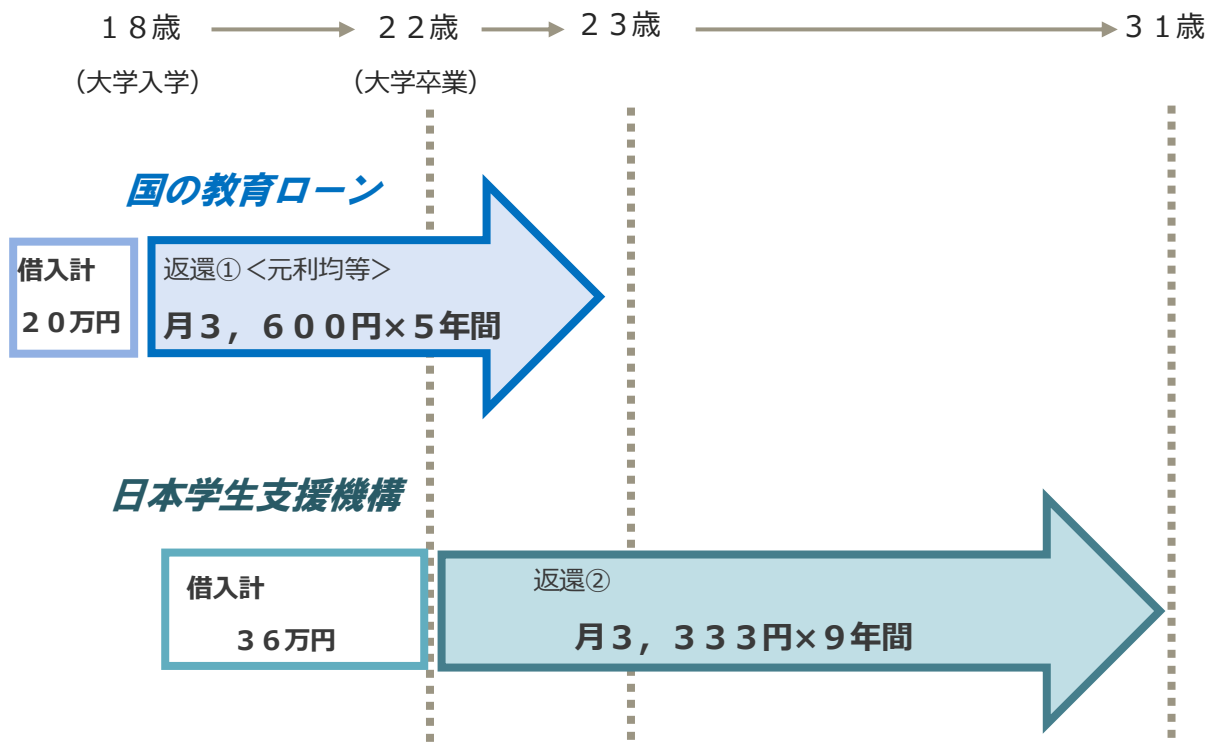 １８歳
２２歳
２３歳
３１歳
（大学入学）
（大学卒業）
国の教育ローン
借入計
２０万円
返還①＜元利均等＞
月３，６００円×５年間
日本学生支援機構
借入計
３６万円
返還②
月３，３３３円×９年間